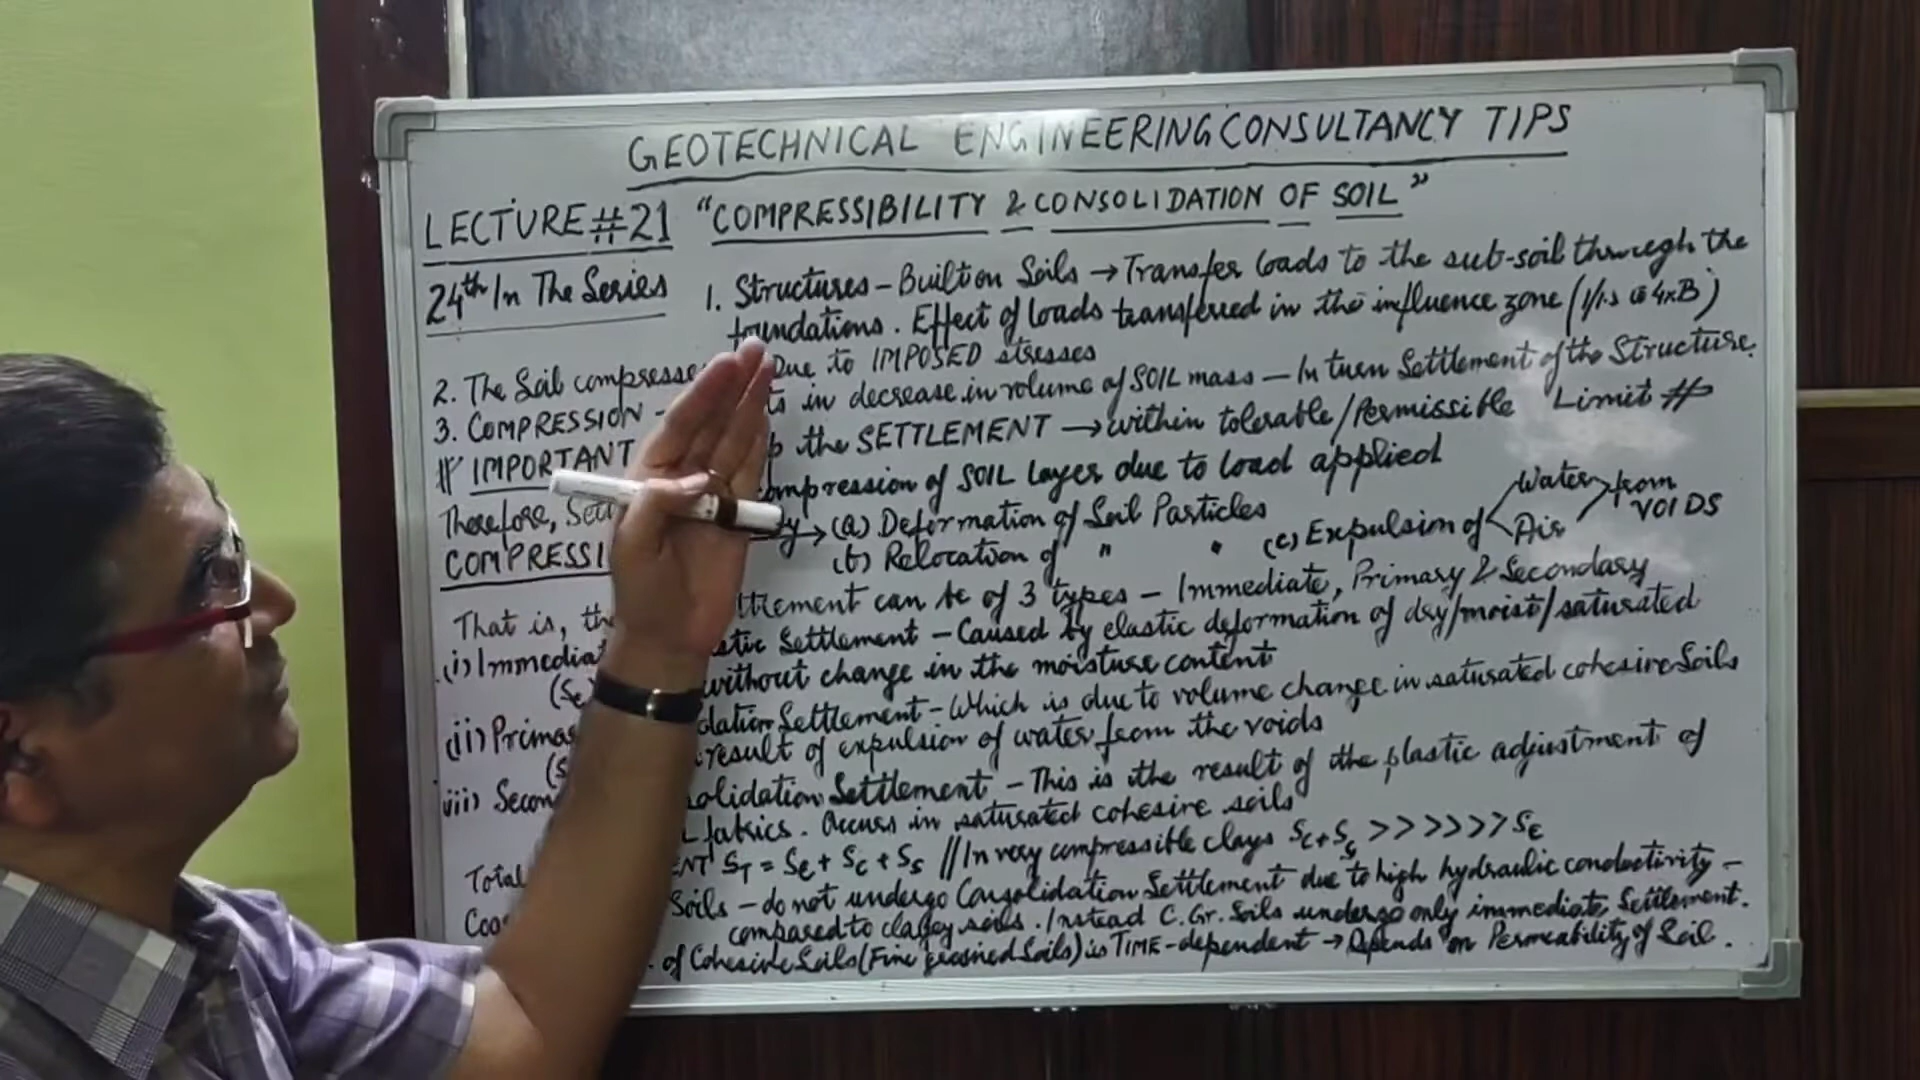 GEOTECHNICAL ENGINEERING CONSULTANCY TIPS
LECTURE #21 "COMPRESSIBILITY & CONSOLIDATION OF SOIL"
24th In The Series
1. Structures - Built on Soils → Transfer loads to the sub-soil through the
foundations. Effect of loads transferred in the influence zone
2. The Soil compresses Due to IMPOSED stresses
3. COMPRESSION - in decrease in volume of SOIL mass - In turn Settlement of the Structure.
# IMPORTANT the SETTLEMENT → within tolerable/Permissible Limit #
Therefore, compression of SOIL layer due to load applied
COMPRESSI → (a) Deformation of Soil Particles
(b) Relocation of " " (c) Expulsion of Water Air from VOIDS
That is, ttlement can be of 3 types - Immediate, Primary & Secondary
(i) Immediat stic Settlement - Caused by elastic deformation of dry/moist/saturated
(Se) without change in the moisture content
(ii) Primar dation Settlement - Which is due to volume change in saturated cohesive Soils
result of expulsion of water from the voids
(iii) Secon olidation Settlement - This is the result of the plastic adjustment of
fabrics. Occurs in saturated cohesive soils
Total ENT ST = Se + Sc + Ss // In very compressible clays Sc+Ss >>>>>>> Se
Coa Soils - do not undergo Consolidation Settlement due to high hydraulic conductivity -
compared to clayey soils. Instead C.Gr. Soils undergo only immediate Settlement.
of Cohesive Soils (Fine grained Soils) is TIME-dependent → Depends on Permeability of Soil.